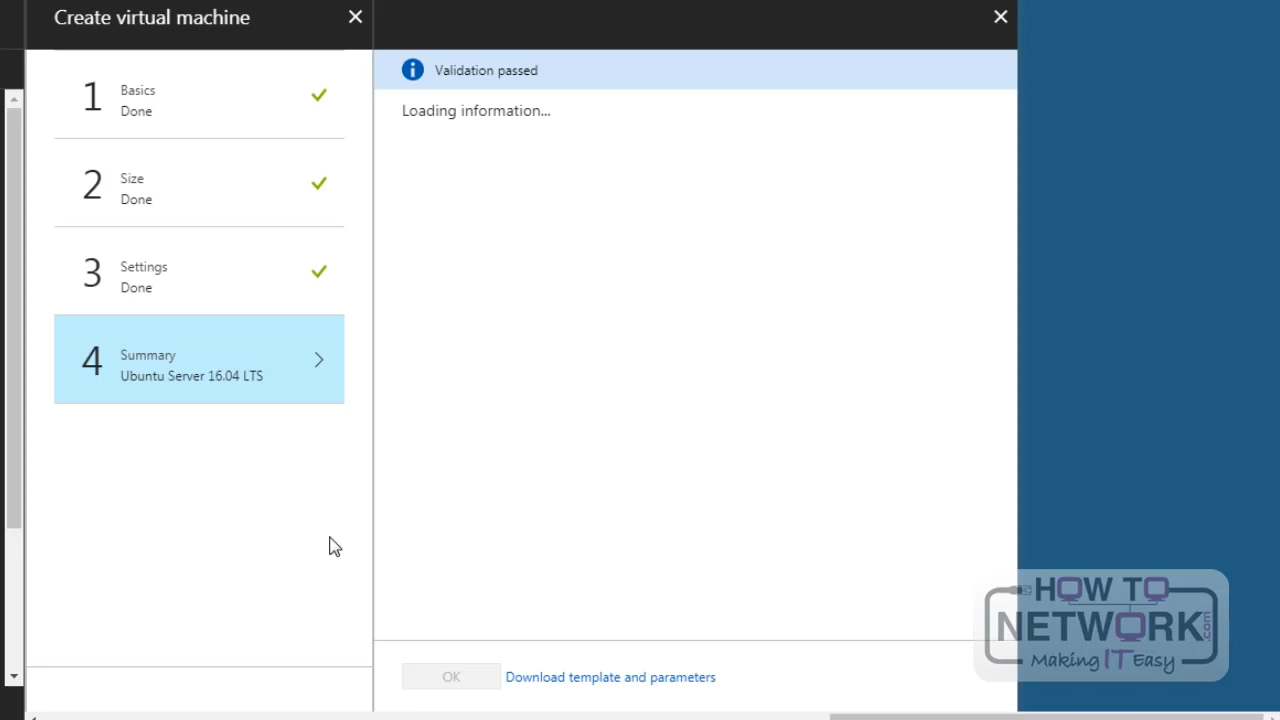 Create virtual machine
1
Basics
Done
2
Size
Done
3
Settings
Done
4
Summary
Ubuntu Server 16.04 LTS
Validation passed
Loading information...
OK
Download template and parameters
HOW TO
NETWORK.com
Making IT Easy